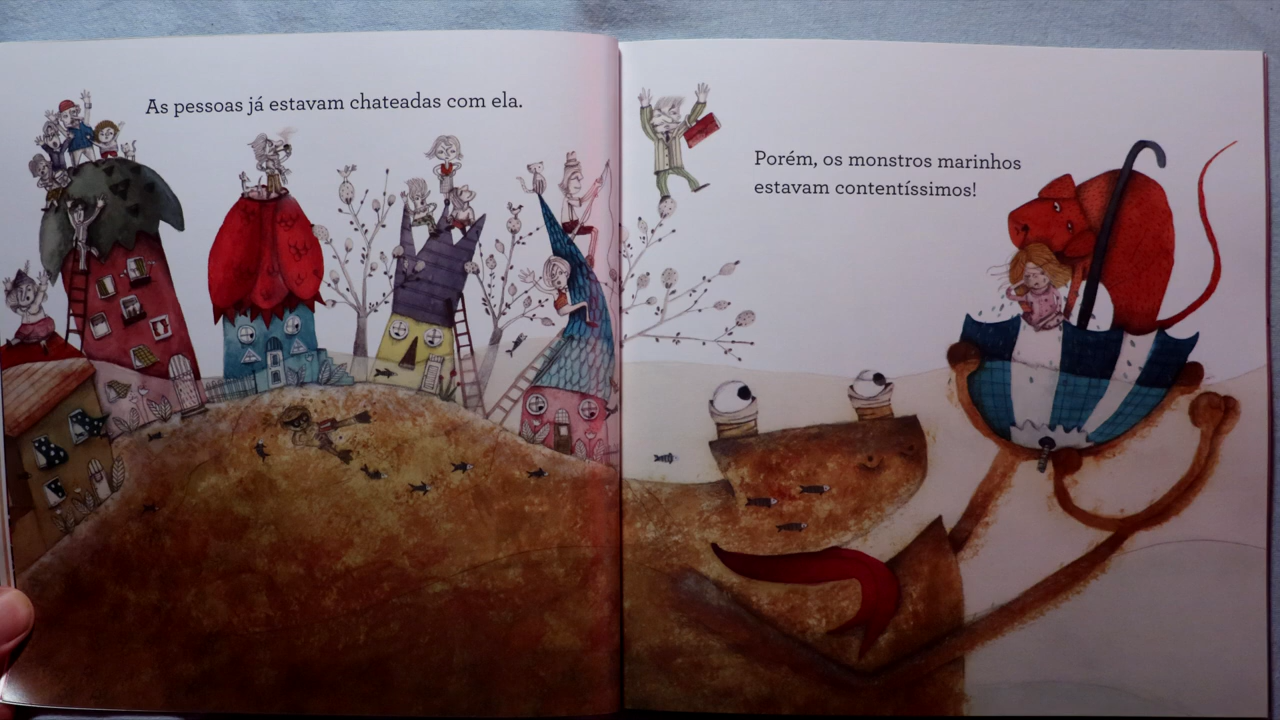 As pessoas já estavam chateadas com ela.
Porém, os monstros marinhos
estavam contentíssimos!